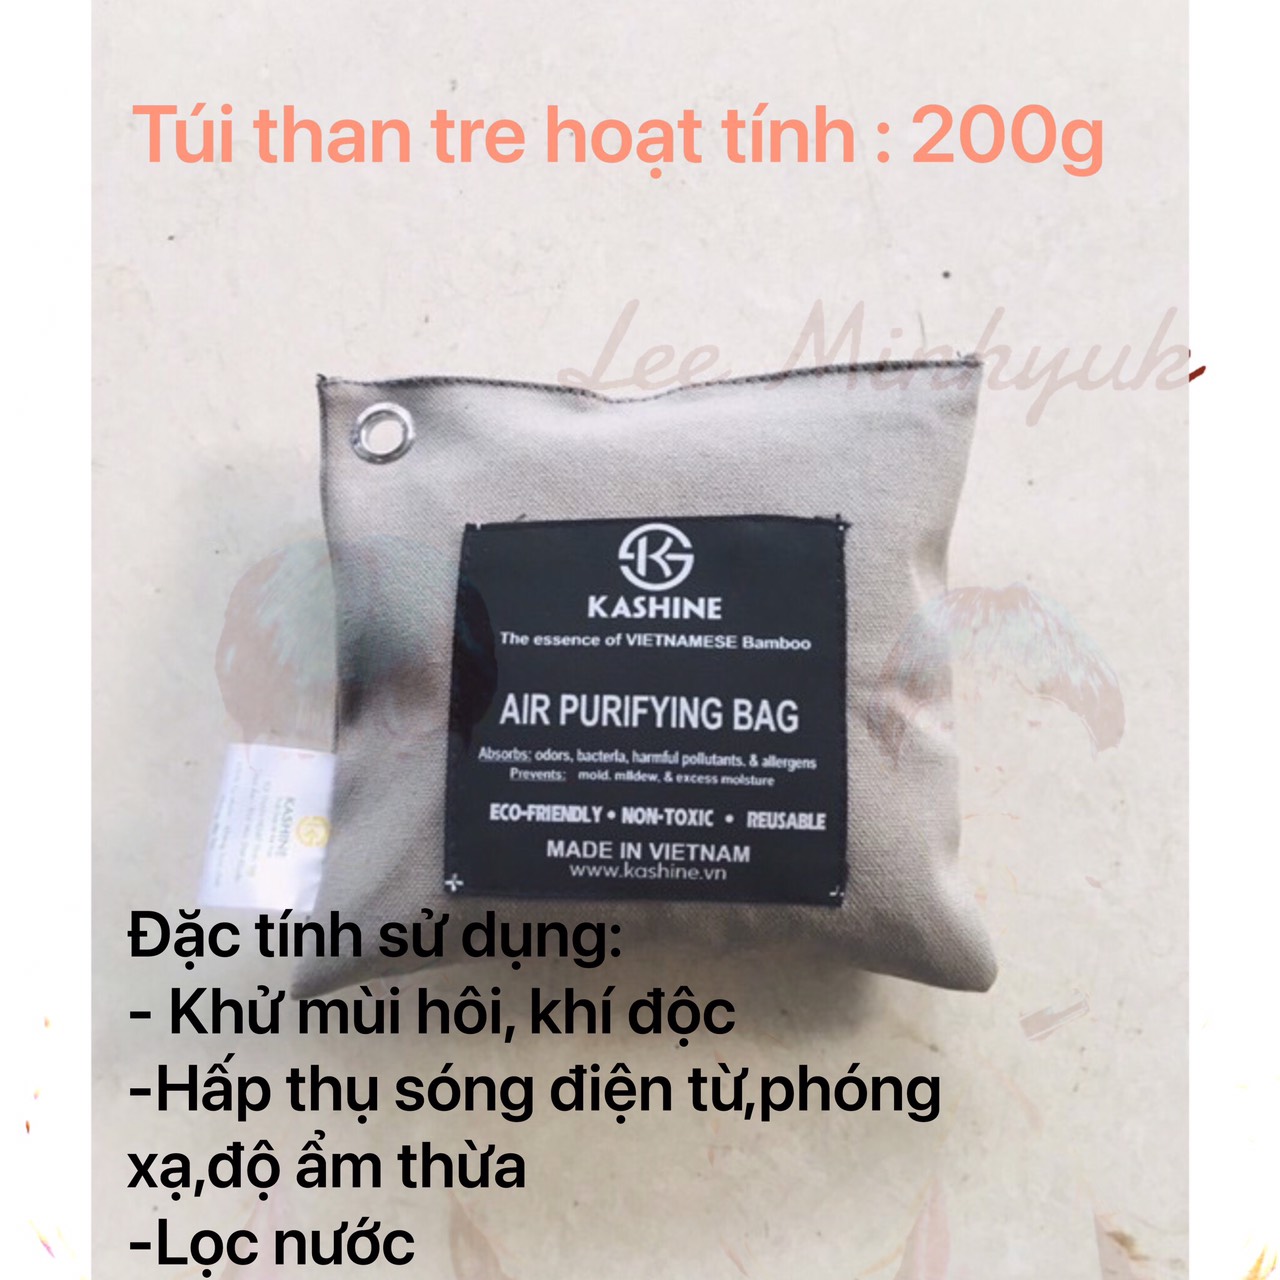 Túi than tre hoạt tính : 200g
Lee Minhyuk
KASHINE
The essence of VIETNAMESE Bamboo
AIR PURIFYING BAG
Absorbs: odors, bacteria, harmful pollutants, & allergens
Prevents: mold, mildew, & excess moisture
ECO-FRIENDLY • NON-TOXIC • REUSABLE
MADE IN VIETNAM
www.kashine.vn
KASHINE
Đặc tính sử dụng:
- Khử mùi hôi, khí độc
-Hấp thụ sóng điện từ,phóng
xạ,độ ẩm thừa
-Lọc nước